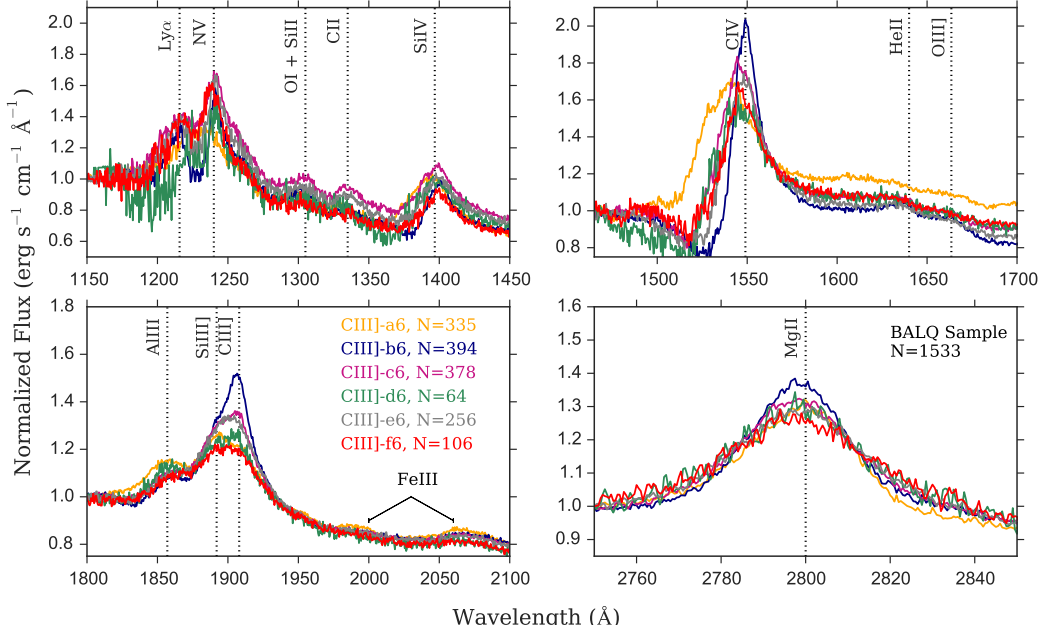 Normalized Flux (erg s⁻¹ cm⁻¹ Å⁻¹)
2.0
1.8
1.6
1.4
1.2
1.0
0.8
0.6
Lyα
NV
OI + SiII
CII
SiIV
1150 1200 1250 1300 1350 1400 1450
2.0
1.8
1.6
1.4
1.2
1.0
0.8
CIV
HeII
OIII]
1500 1550 1600 1650 1700
1.8
1.6
1.4
1.2
1.0
0.8
AlIII
SiIII]
CIII]
CIII]-a6, N=335
CIII]-b6, N=394
CIII]-c6, N=378
CIII]-d6, N=64
CIII]-e6, N=256
CIII]-f6, N=106
FeIII
1800 1850 1900 1950 2000 2050 2100
1.6
1.5
1.4
1.3
1.2
1.1
1.0
0.9
MgII
BALQ Sample
N=1533
2760 2780 2800 2820 2840
Wavelength (Å)